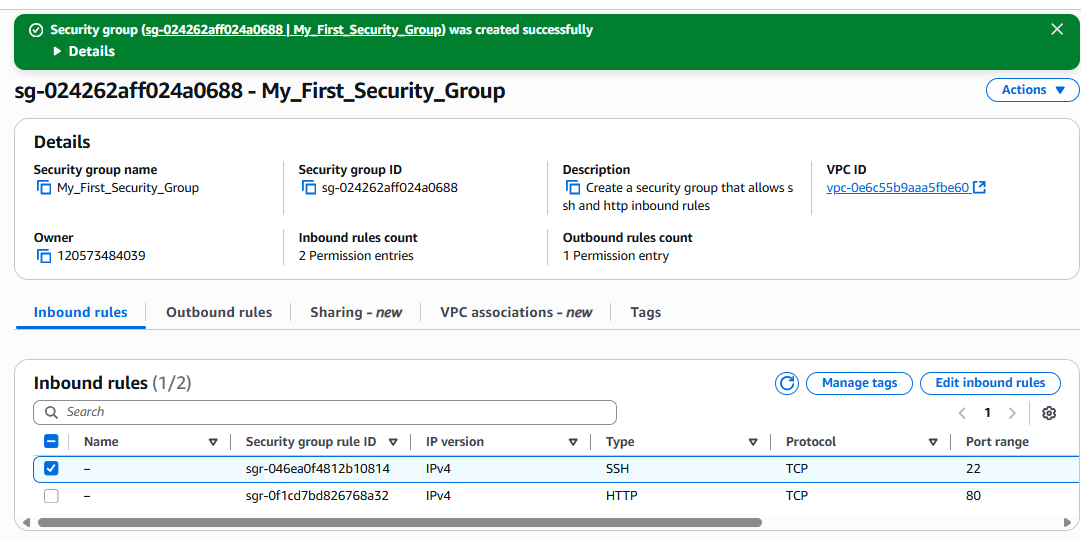 Security group (sg-024262aff024a0688 | My_First_Security_Group) was created successfully
Details
sg-024262aff024a0688 - My_First_Security_Group
Actions
Details
Security group name
My_First_Security_Group
Security group ID
sg-024262aff024a0688
Description
Create a security group that allows s
sh and http inbound rules
VPC ID
vpc-0e6c55b9aaa5fbe60
Owner
120573484039
Inbound rules count
2 Permission entries
Outbound rules count
1 Permission entry
Inbound rules
Outbound rules
Sharing - new
VPC associations - new
Tags
Inbound rules (1/2)
Manage tags
Edit inbound rules
Search
1
Name Security group rule ID IP version Type Protocol Port range
– sgr-046ea0f4812b10814 IPv4 SSH TCP 22
– sgr-0f1cd7bd826768a32 IPv4 HTTP TCP 80